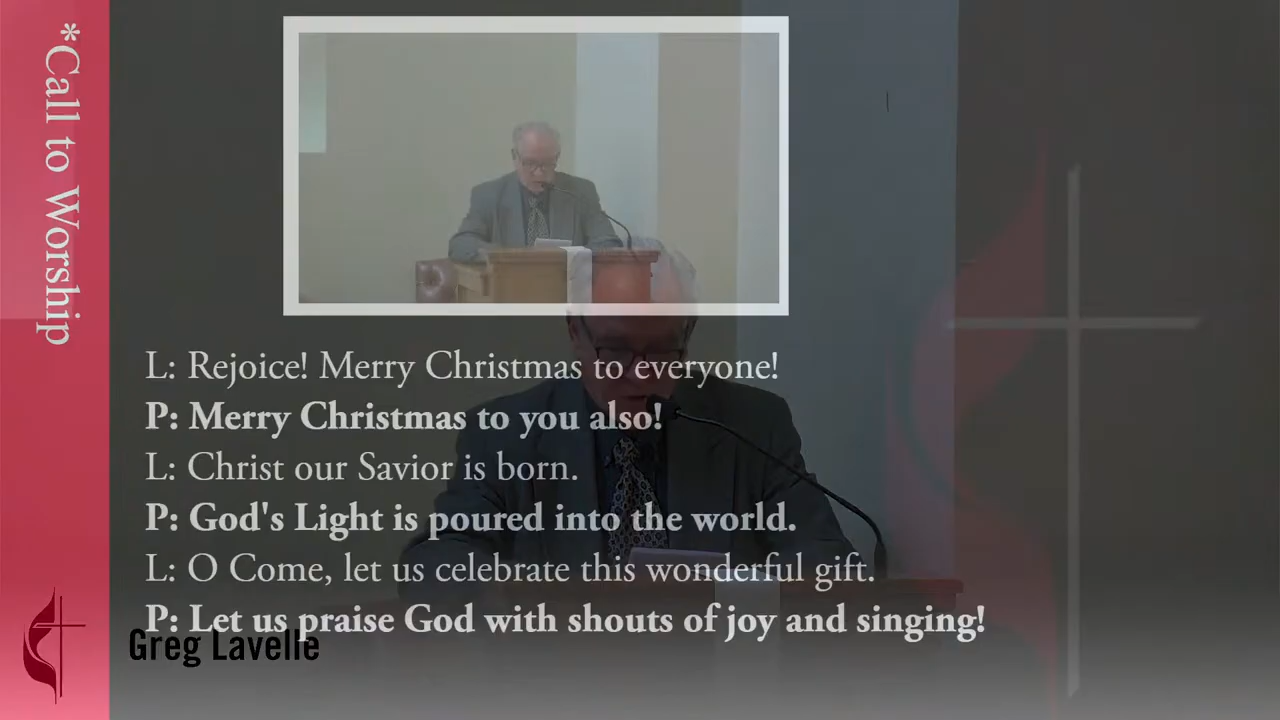 *Call to Worship
L: Rejoice! Merry Christmas to everyone!
P: Merry Christmas to you also!
L: Christ our Savior is born.
P: God's Light is poured into the world.
L: O Come, let us celebrate this wonderful gift.
P: Let us praise God with shouts of joy and singing!
Greg Lavelle